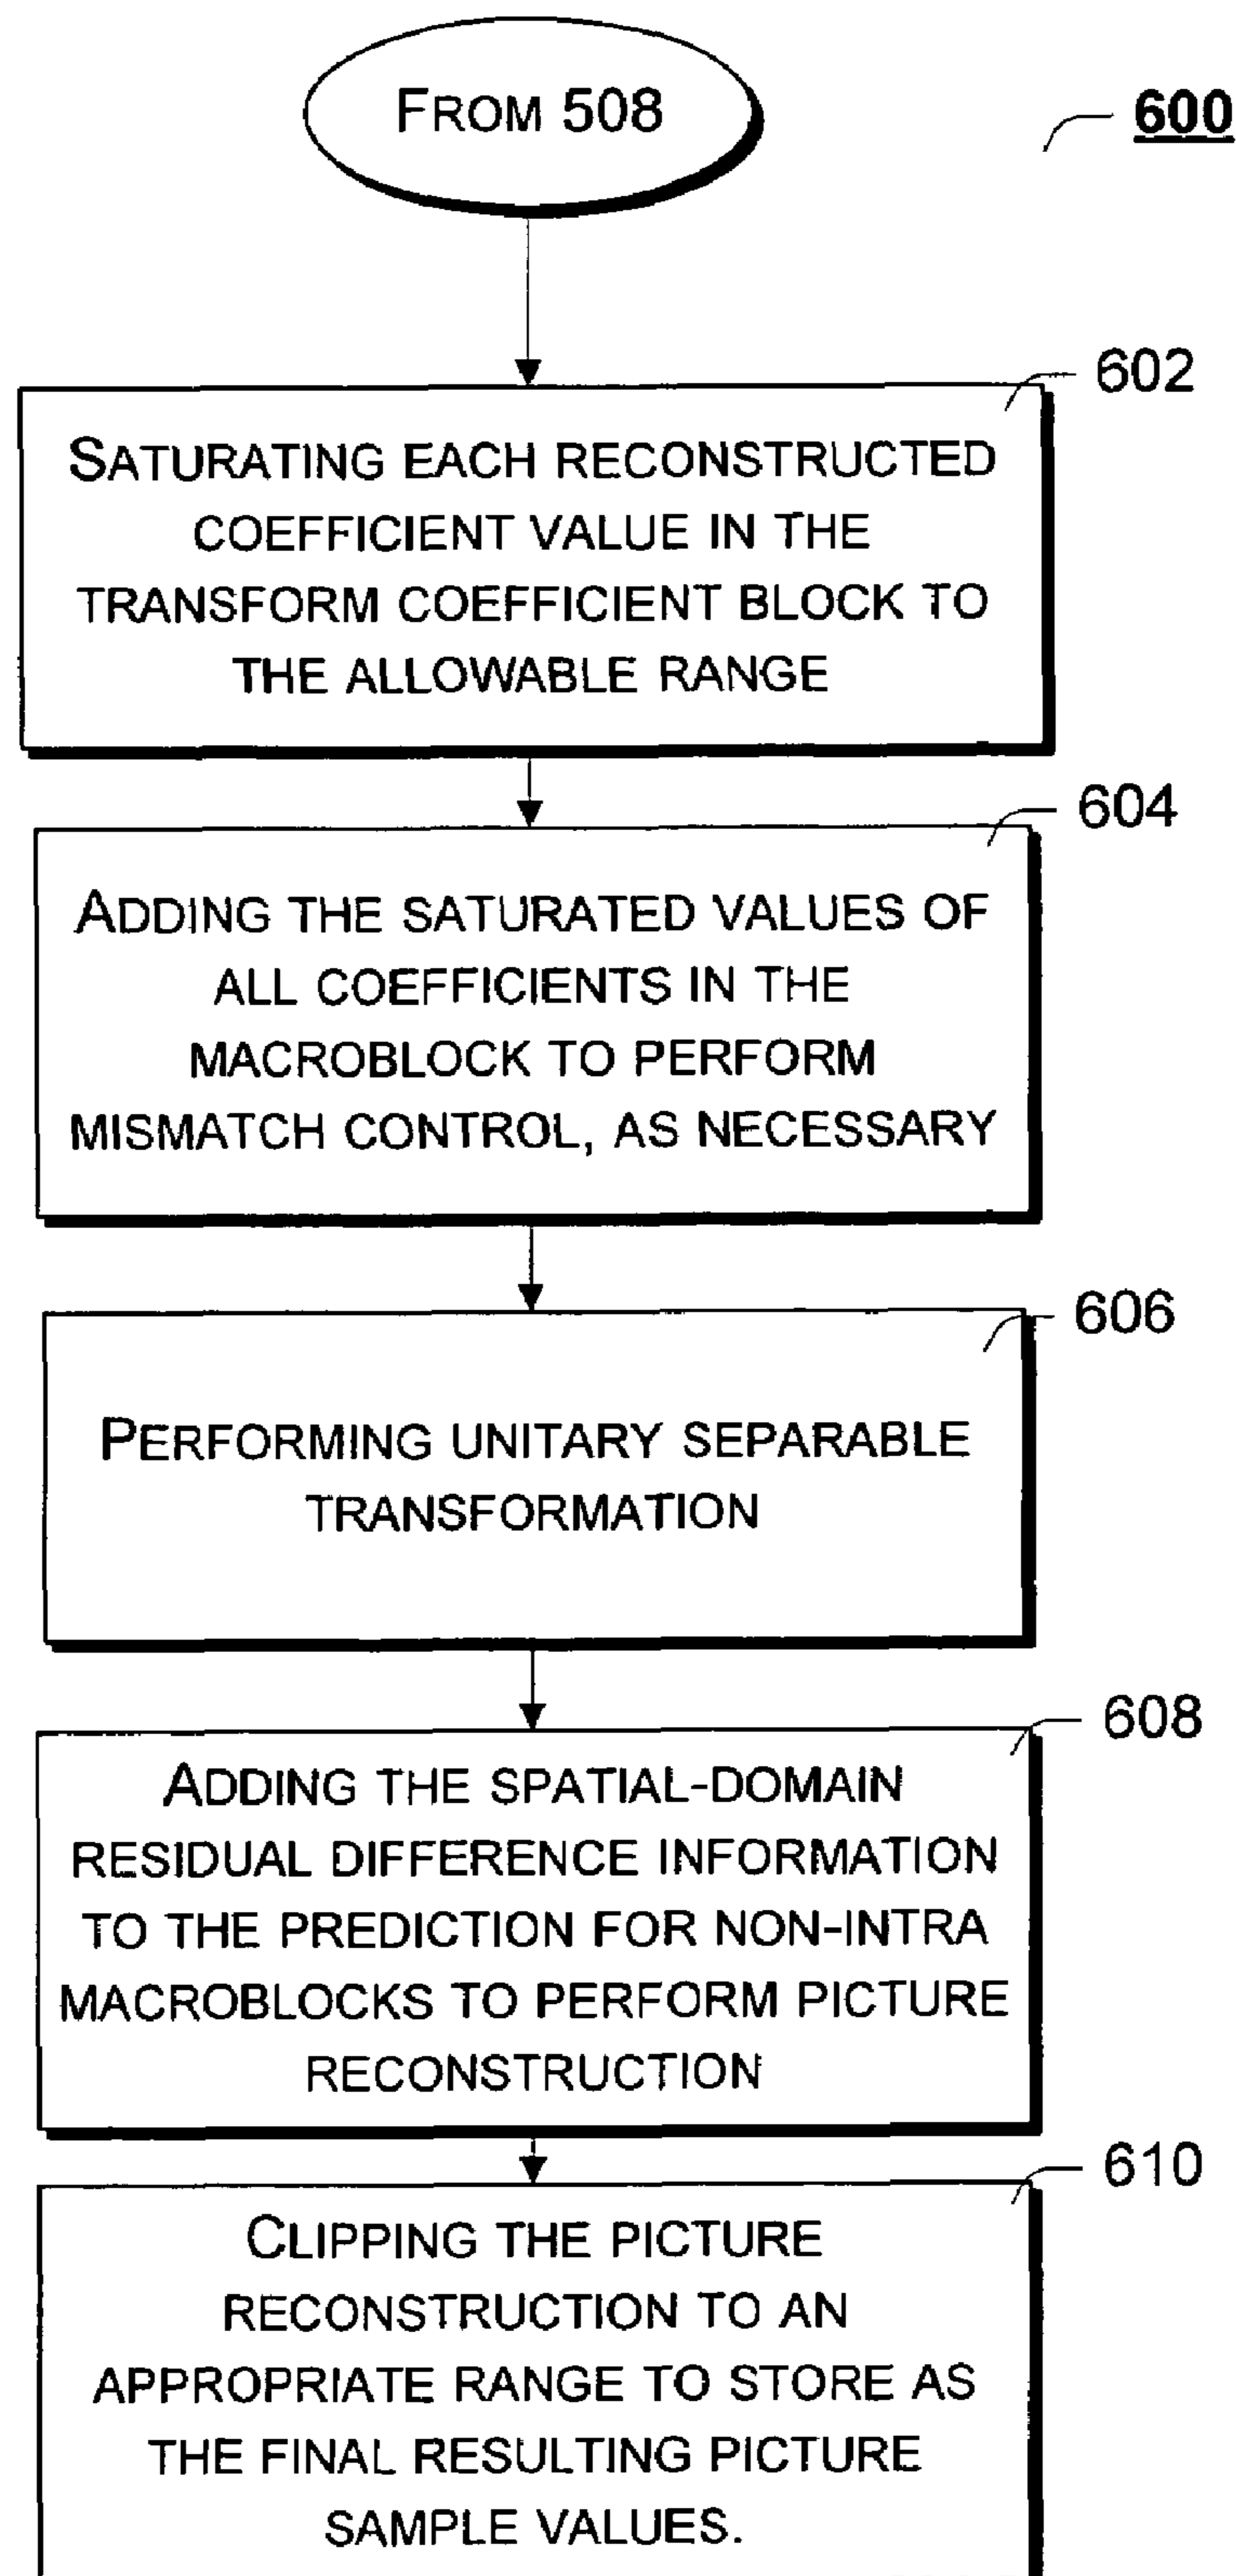 FROM 508
600
602
SATURATING EACH RECONSTRUCTED
COEFFICIENT VALUE IN THE
TRANSFORM COEFFICIENT BLOCK TO
THE ALLOWABLE RANGE
604
ADDING THE SATURATED VALUES OF
ALL COEFFICIENTS IN THE
MACROBLOCK TO PERFORM
MISMATCH CONTROL, AS NECESSARY
606
PERFORMING UNITARY SEPARABLE
TRANSFORMATION
608
ADDING THE SPATIAL-DOMAIN
RESIDUAL DIFFERENCE INFORMATION
TO THE PREDICTION FOR NON-INTRA
MACROBLOCKS TO PERFORM PICTURE
RECONSTRUCTION
610
CLIPPING THE PICTURE
RECONSTRUCTION TO AN
APPROPRIATE RANGE TO STORE AS
THE FINAL RESULTING PICTURE
SAMPLE VALUES.